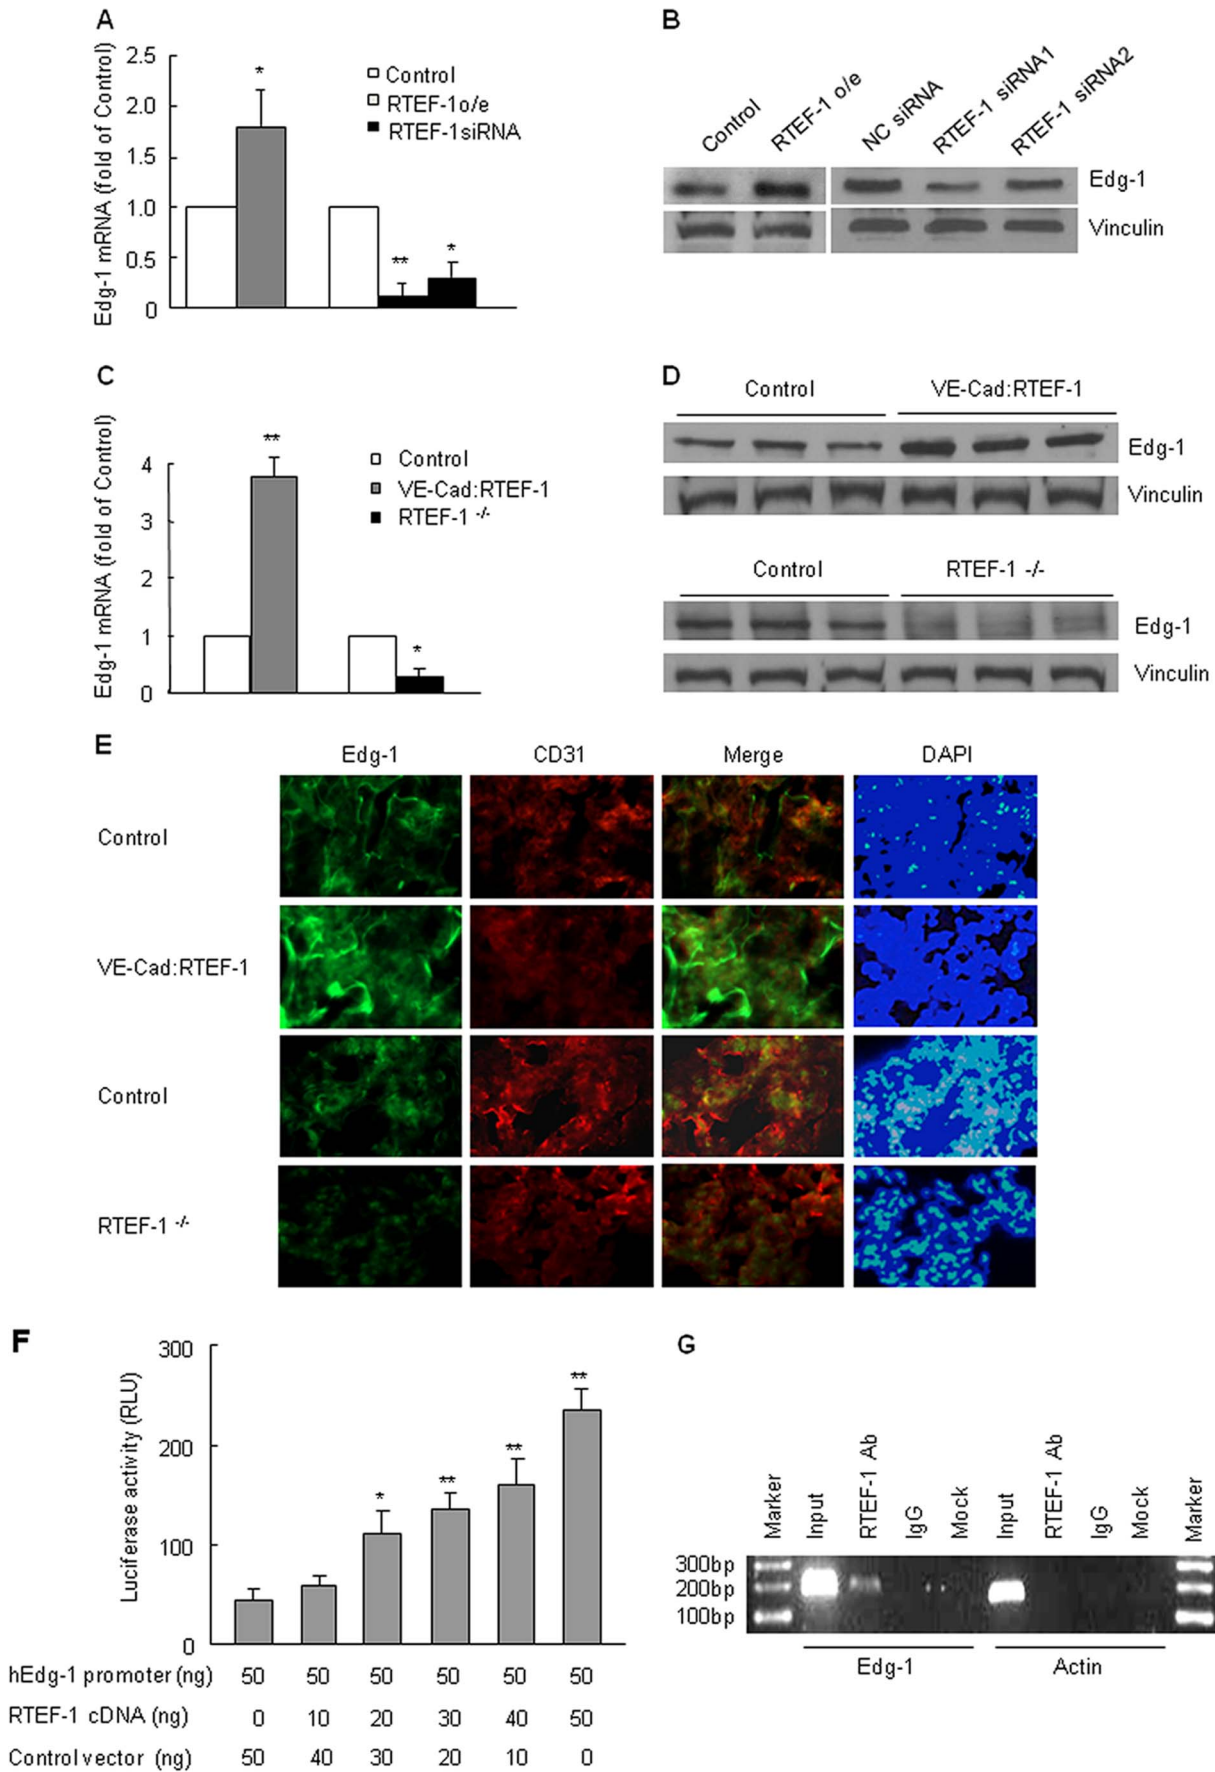 A
Edg-1 mRNA (fold of Control)
2.5
2.0
1.5
1.0
0.5
0
*
**
*
Control
RTEF-1o/e
RTEF-1siRNA
B
Control
RTEF-1 o/e
NC siRNA
RTEF-1 siRNA1
RTEF-1 siRNA2
Edg-1
Vinculin
C
Edg-1 mRNA (fold of Control)
4
3
2
1
0
**
*
Control
VE-Cad:RTEF-1
RTEF-1 -/-
D
Control VE-Cad:RTEF-1
Edg-1
Vinculin
Control RTEF-1 -/-
Edg-1
Vinculin
E
Edg-1 CD31 Merge DAPI
Control
VE-Cad:RTEF-1
Control
RTEF-1 -/-
F
Luciferase activity (RLU)
300
200
100
0
*
**
**
**
hEdg-1 promoter (ng) 50 50 50 50 50 50
RTEF-1 cDNA (ng) 0 10 20 30 40 50
Control vector (ng) 50 40 30 20 10 0
G
Marker
Input
RTEF-1 Ab
IgG
Mock
Input
RTEF-1 Ab
IgG
Mock
Marker
300bp
200bp
100bp
Edg-1 Actin